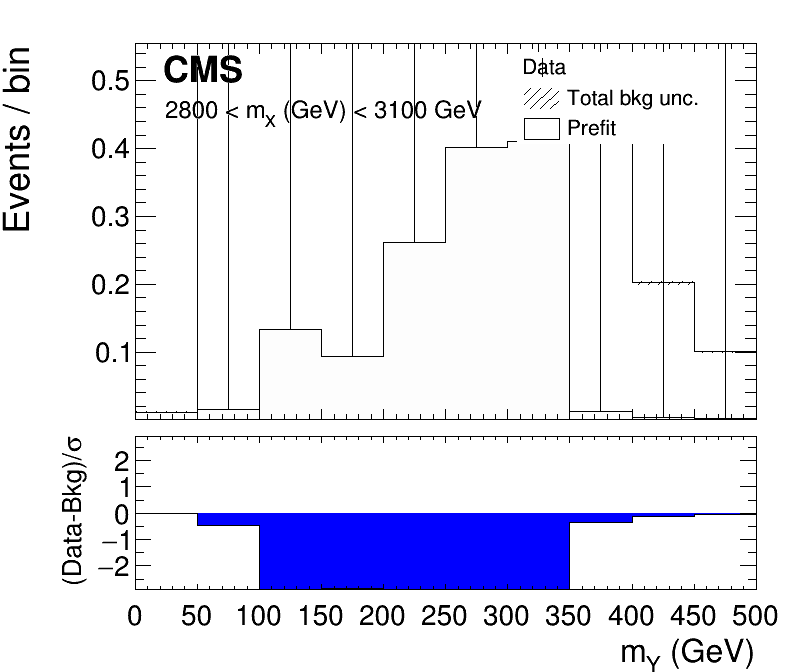 CMS
2800 < mX (GeV) < 3100 GeV
Data
Total bkg unc.
Prefit
Events / bin
0.5
0.4
0.3
0.2
0.1
(Data-Bkg)/σ
2
1
0
−1
−2
0 50 100 150 200 250 300 350 400 450 500
mY (GeV)